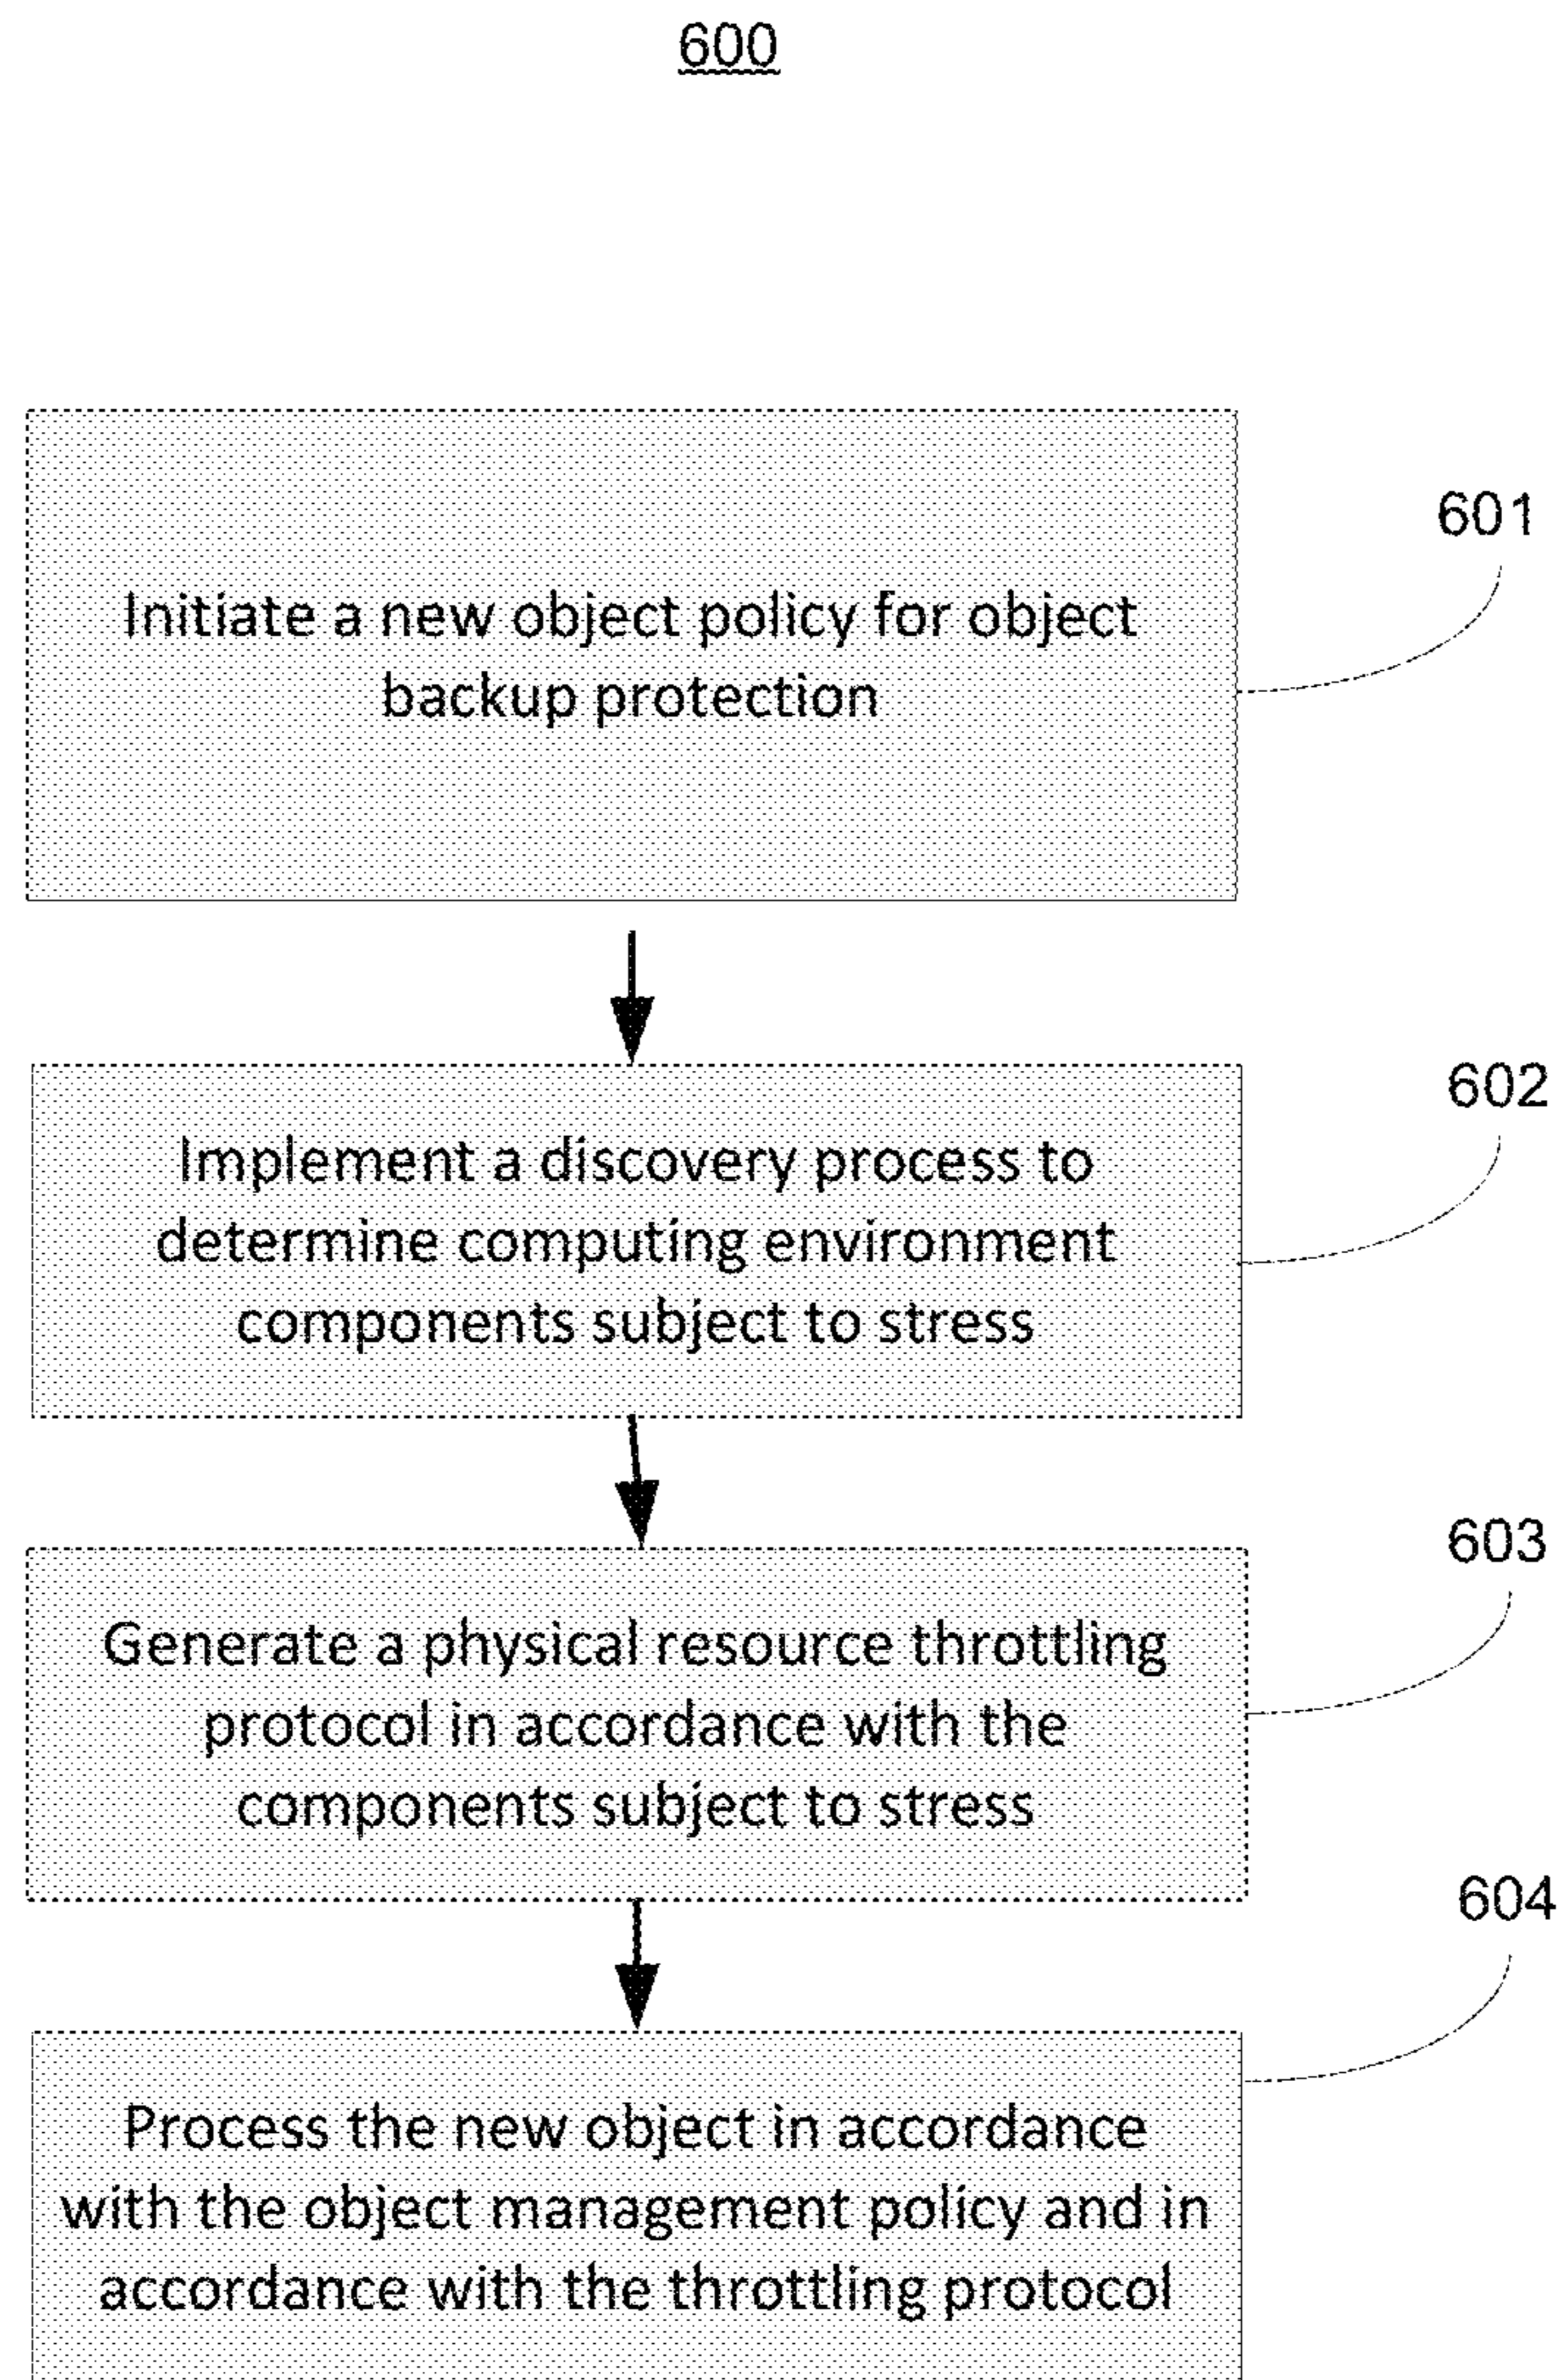 600
Initiate a new object policy for object
backup protection
601
Implement a discovery process to
determine computing environment
components subject to stress
602
Generate a physical resource throttling
protocol in accordance with the
components subject to stress
603
Process the new object in accordance
with the object management policy and in
accordance with the throttling protocol
604